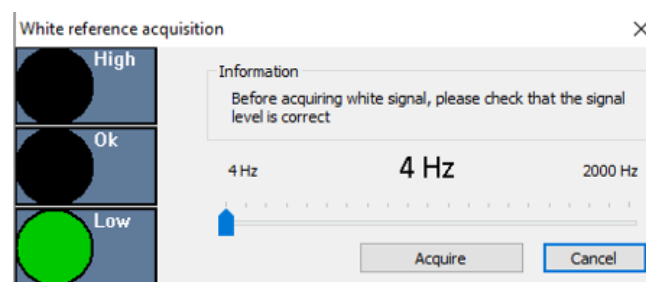 White reference acquisition
High
Information
Before acquiring white signal, please check that the signal
level is correct
Ok
4 Hz
4 Hz
2000 Hz
Low
Acquire
Cancel